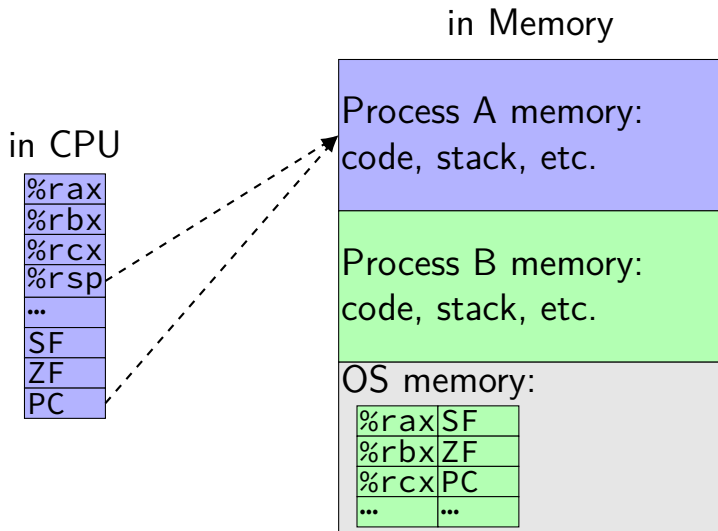 in Memory
Process A memory:
code, stack, etc.
in CPU
%rax
%rbx
%rcx
%rsp
…
SF
ZF
PC
Process B memory:
code, stack, etc.
OS memory:
%rax SF
%rbx ZF
%rcx PC
… …